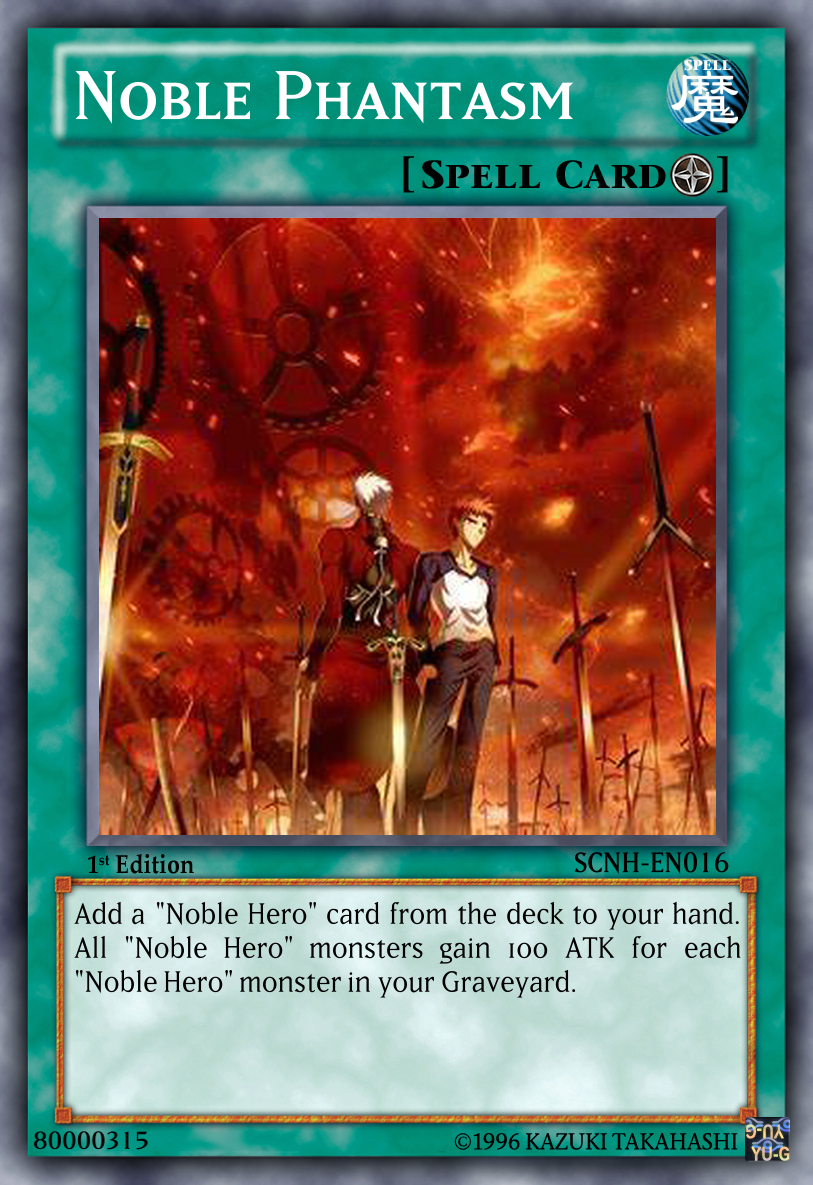 Noble Phantasm
SPELL
魔
[Spell Card]
1st Edition
SCNH-EN016
Add a "Noble Hero" card from the deck to your hand.
All "Noble Hero" monsters gain 100 ATK for each
"Noble Hero" monster in your Graveyard.
80000315
©1996 KAZUKI TAKAHASHI
YU-G